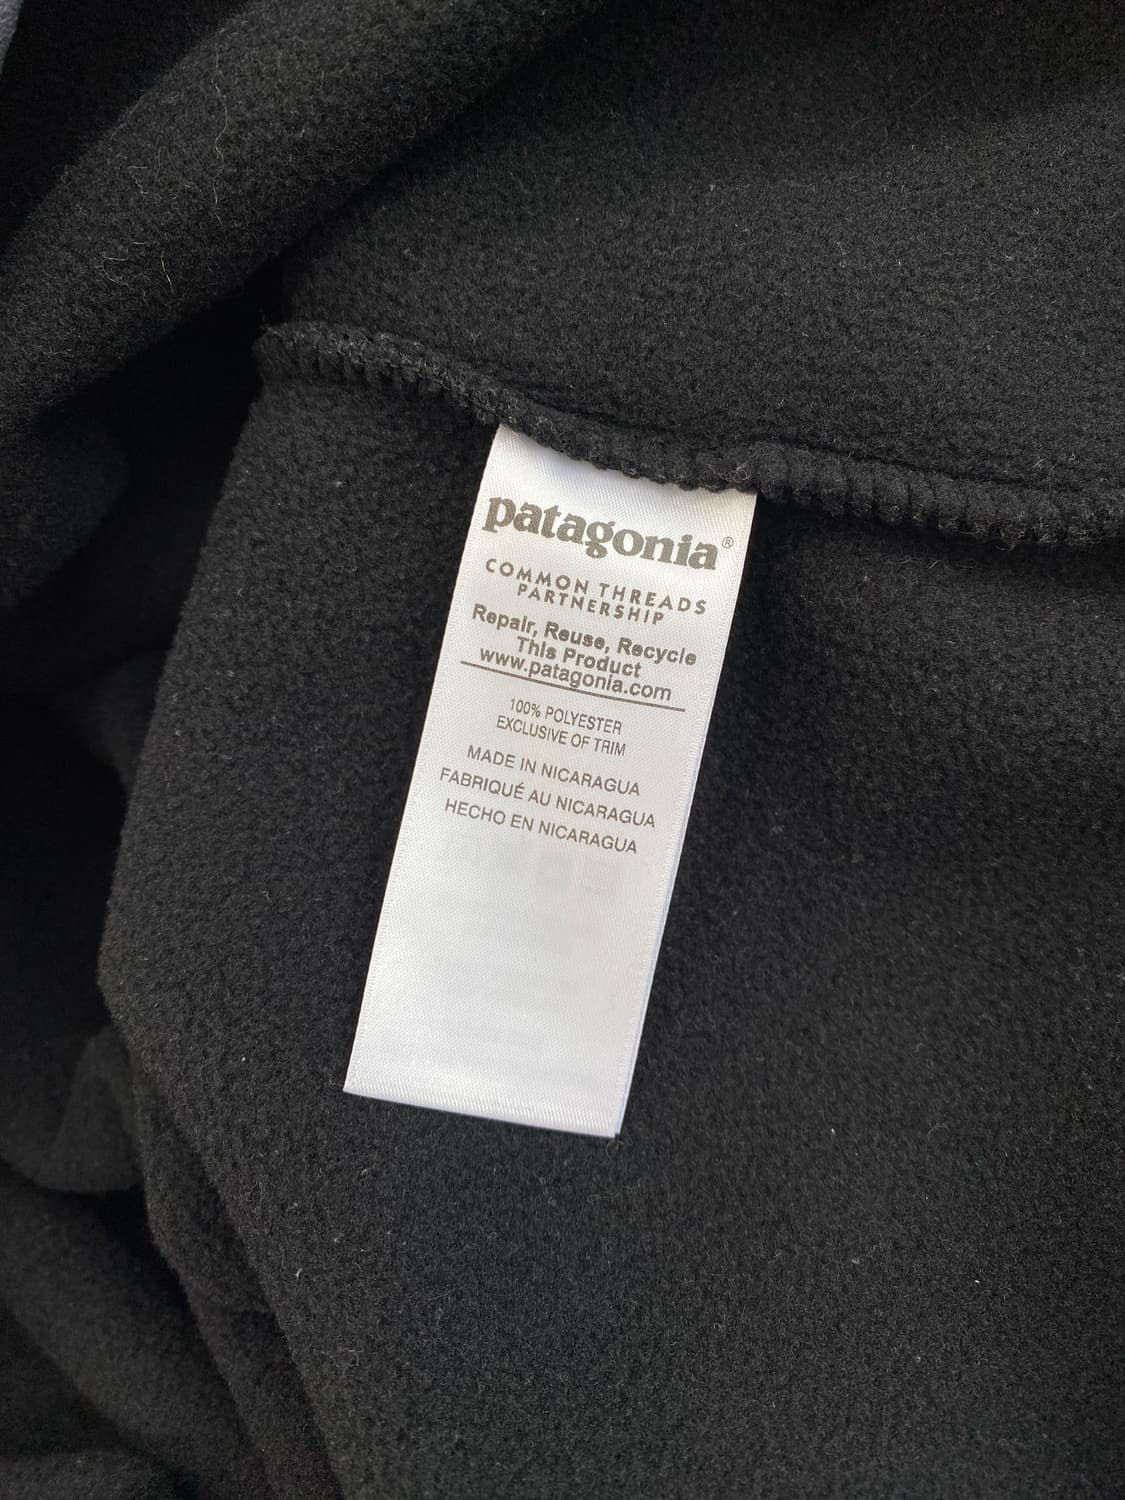 patagonia®
COMMON THREADS
PARTNERSHIP
Repair, Reuse, Recycle
This Product
www.patagonia.com
100% POLYESTER
EXCLUSIVE OF TRIM
MADE IN NICARAGUA
FABRIQUÉ AU NICARAGUA
HECHO EN NICARAGUA